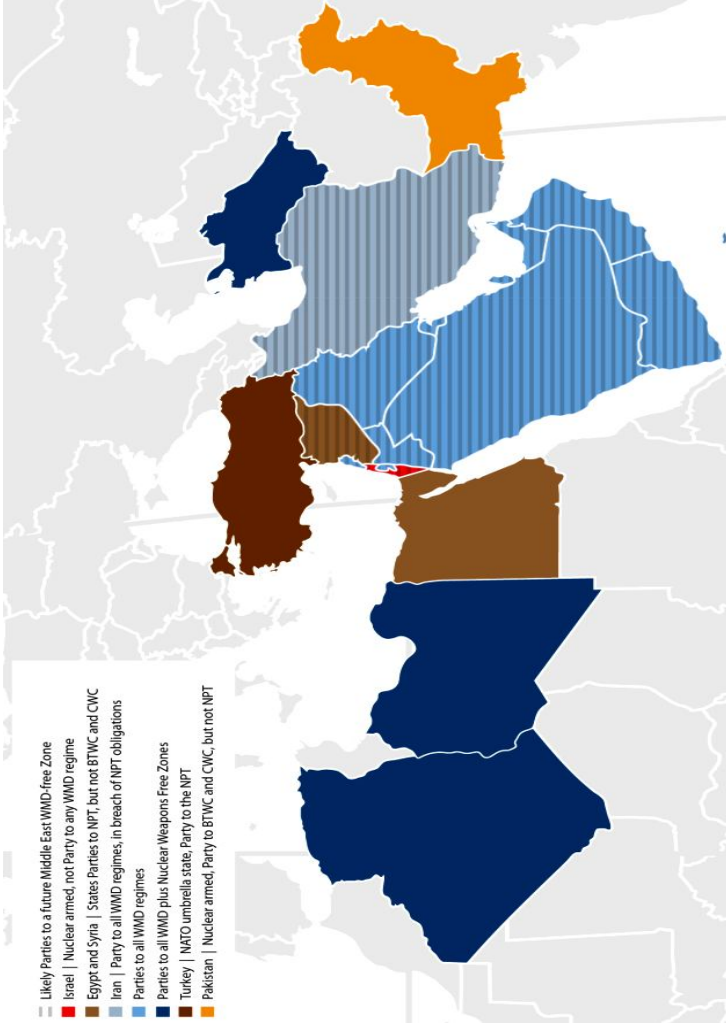 Likely Parties to a future Middle East WMD-free Zone
Israel | Nuclear armed, not Party to any WMD regime
Egypt and Syria | States Parties to NPT, but not BTWC and CWC
Iran | Party to all WMD regimes, in breach of NPT obligations
Parties to all WMD regimes
Parties to all WMD plus Nuclear Weapons Free Zones
Turkey | NATO umbrella state, Party to the NPT
Pakistan | Nuclear armed, Party to BTWC and CWC, but not NPT